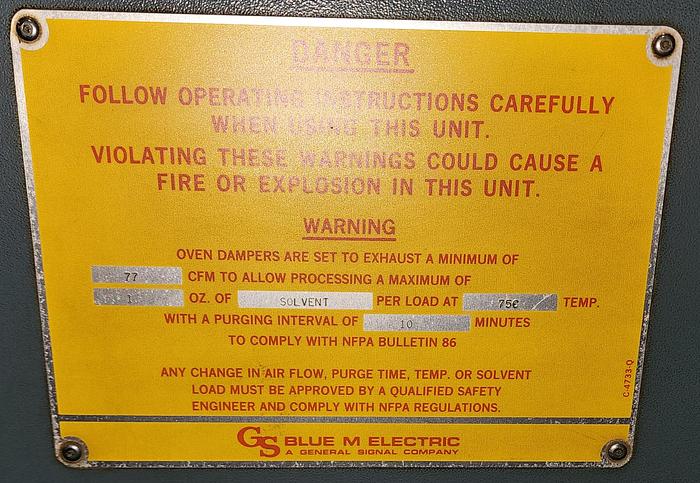 DANGER
FOLLOW OPERATING INSTRUCTIONS CAREFULLY
WHEN USING THIS UNIT.
VIOLATING THESE WARNINGS COULD CAUSE A
FIRE OR EXPLOSION IN THIS UNIT.
WARNING
OVEN DAMPERS ARE SET TO EXHAUST A MINIMUM OF
77 CFM TO ALLOW PROCESSING A MAXIMUM OF
1 OZ. OF SOLVENT PER LOAD AT 75C TEMP.
WITH A PURGING INTERVAL OF 10 MINUTES
TO COMPLY WITH NFPA BULLETIN 86
ANY CHANGE IN AIR FLOW, PURGE TIME, TEMP. OR SOLVENT
LOAD MUST BE APPROVED BY A QUALIFIED SAFETY
ENGINEER AND COMPLY WITH NFPA REGULATIONS.
C-4733-Q
GS BLUE M ELECTRIC
A GENERAL SIGNAL COMPANY